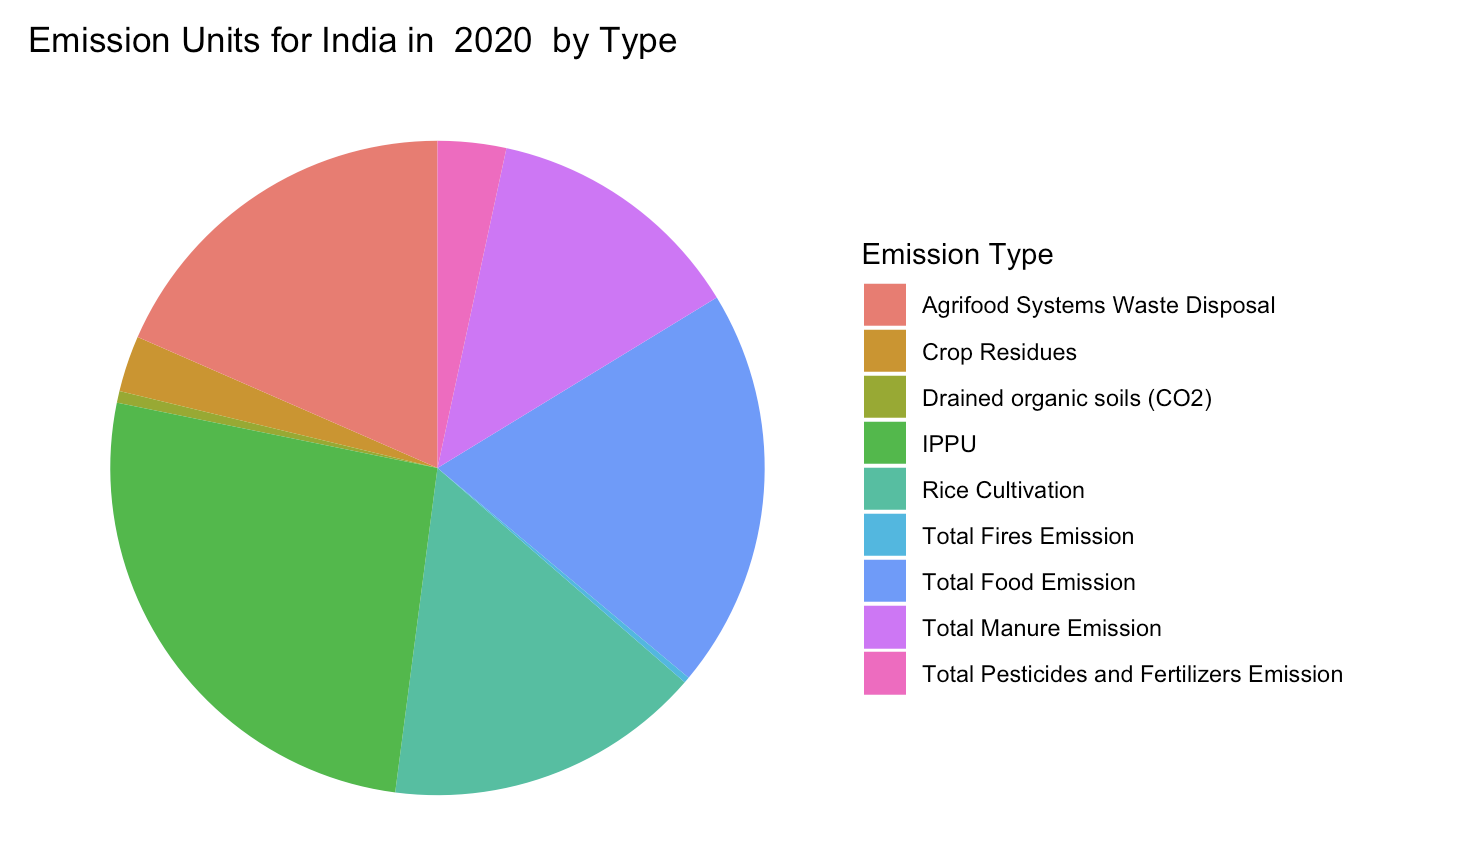 Emission Units for India in  2020  by Type
Emission Type
Agrifood Systems Waste Disposal
Crop Residues
Drained organic soils (CO2)
IPPU
Rice Cultivation
Total Fires Emission
Total Food Emission
Total Manure Emission
Total Pesticides and Fertilizers Emission